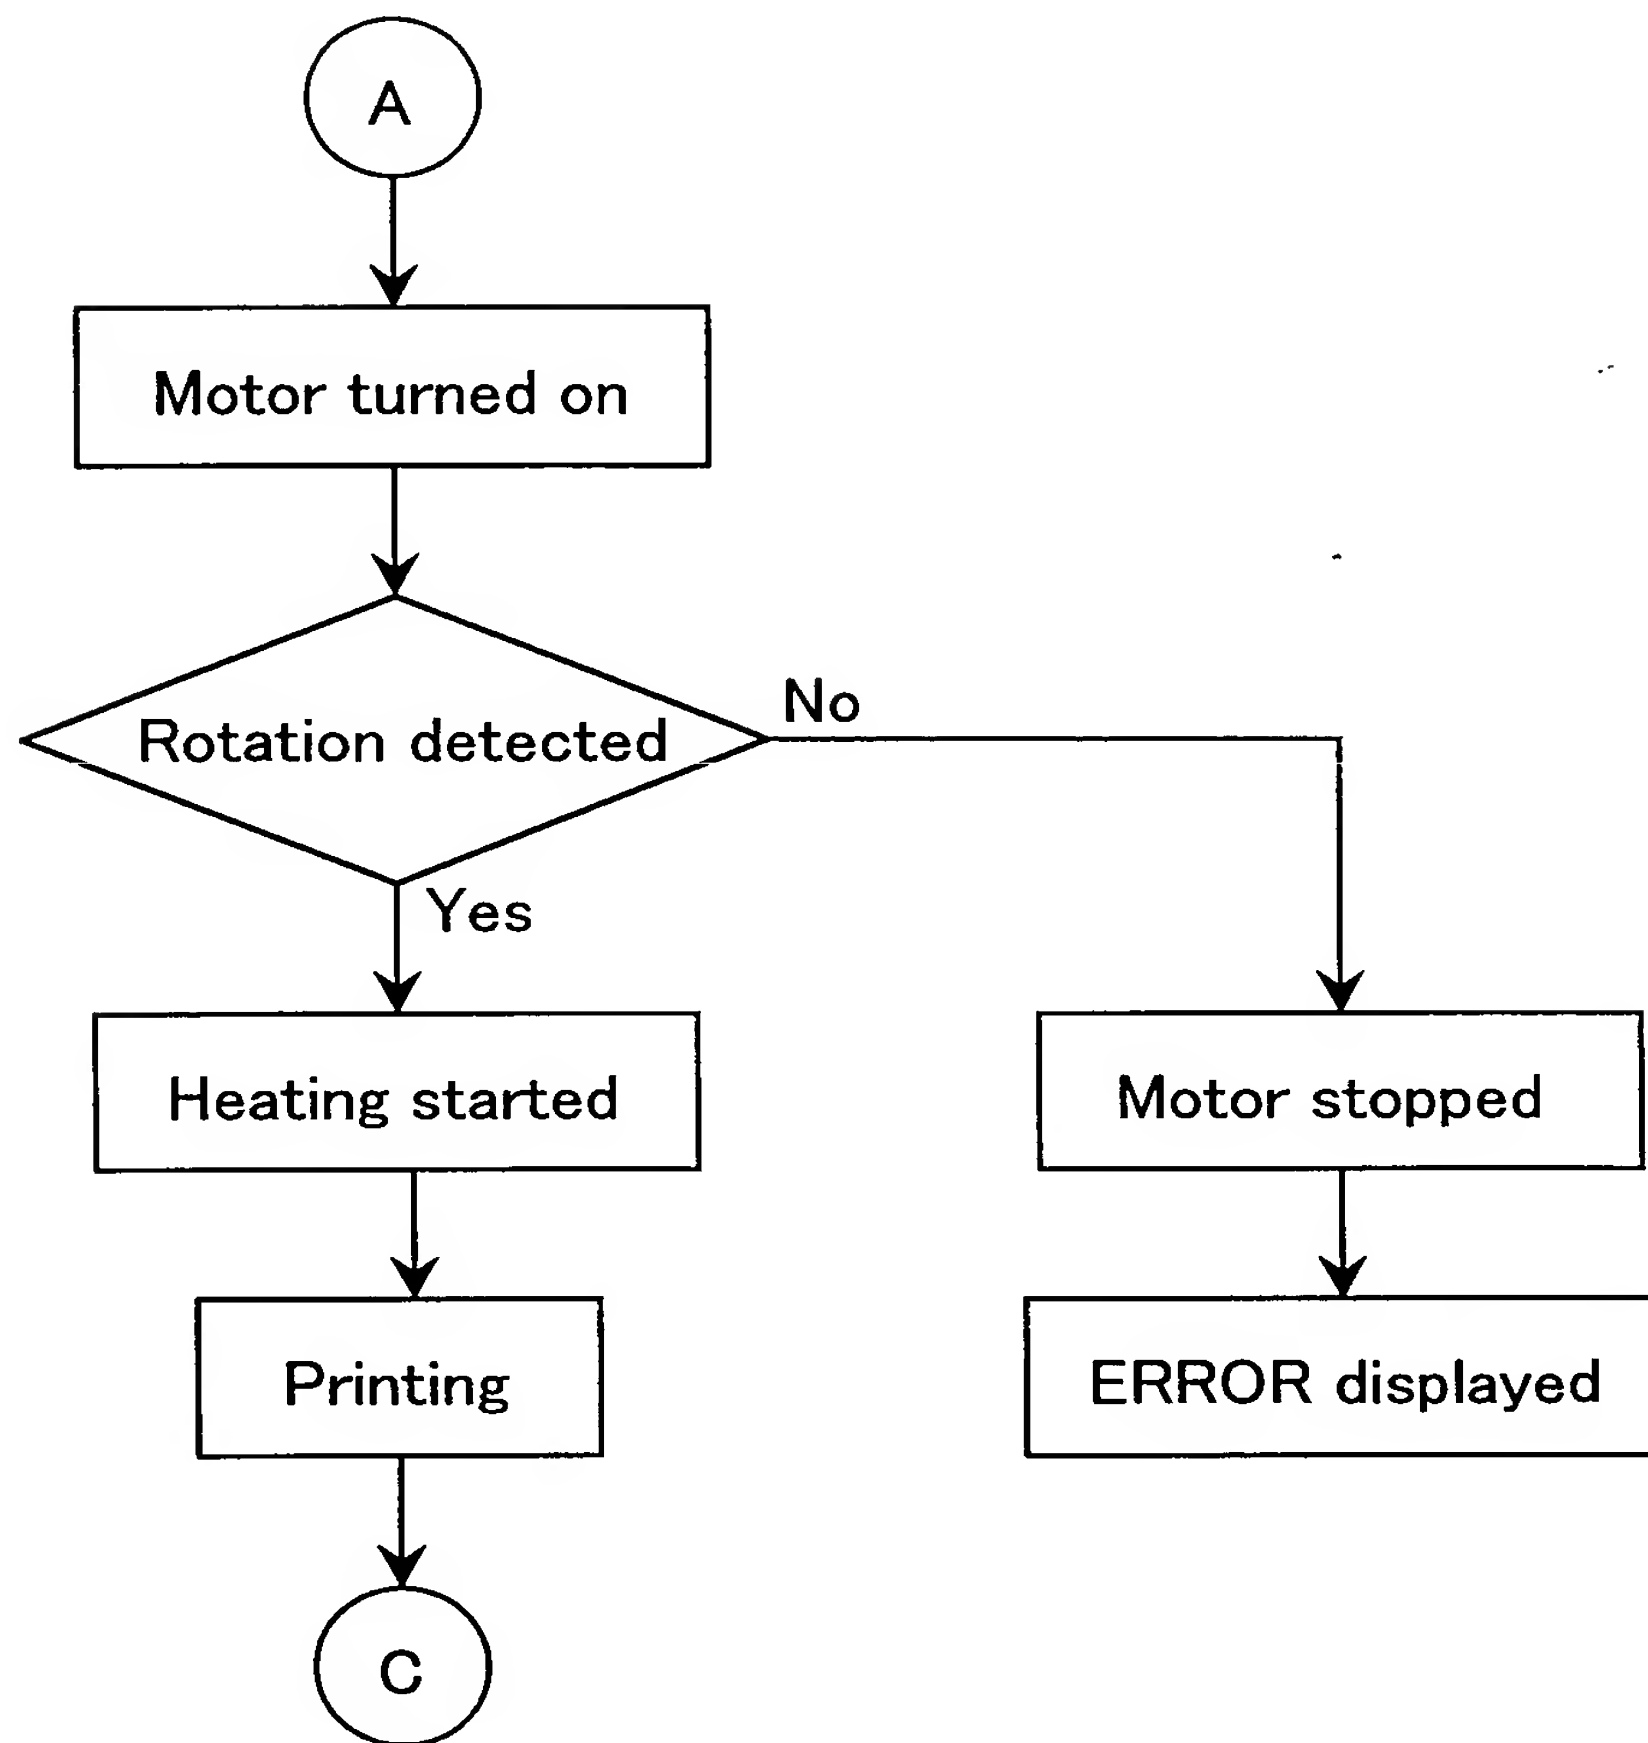 A
Motor turned on
Rotation detected
No
Yes
Heating started
Motor stopped
Printing
ERROR displayed
C